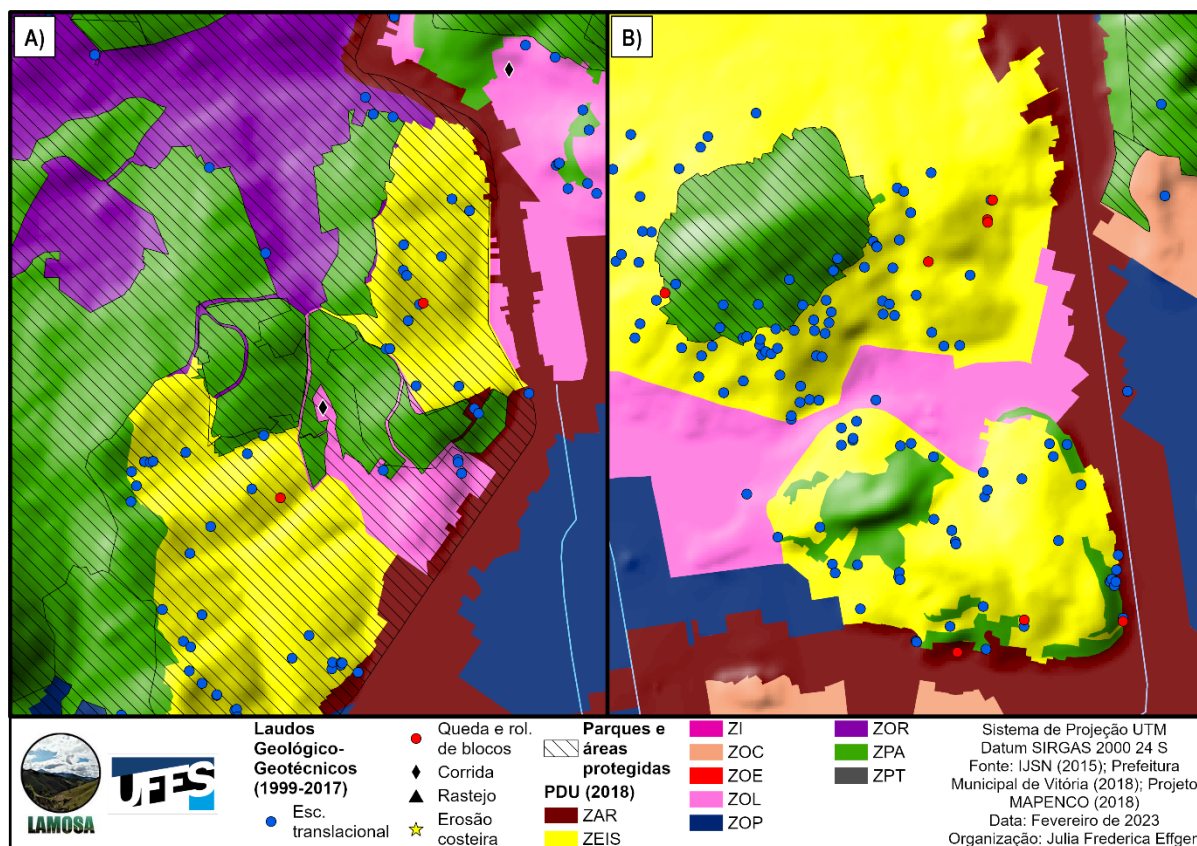 A)
B)
LAMOSA
UFES
Laudos
Geológico-
Geotécnicos
(1999-2017)
Esc.
translacional
Queda e rol.
de blocos
Corrida
Rastejo
Erosão
costeira
Parques e
áreas
protegidas
PDU (2018)
ZAR
ZEIS
ZI
ZOC
ZOE
ZOL
ZOP
ZOR
ZPA
ZPT
Sistema de Projeção UTM
Datum SIRGAS 2000 24 S
Fonte: IJSN (2015); Prefeitura
Municipal de Vitória (2018); Projeto
MAPENCO (2018)
Data: Fevereiro de 2023
Organização: Julia Frederica Effgen